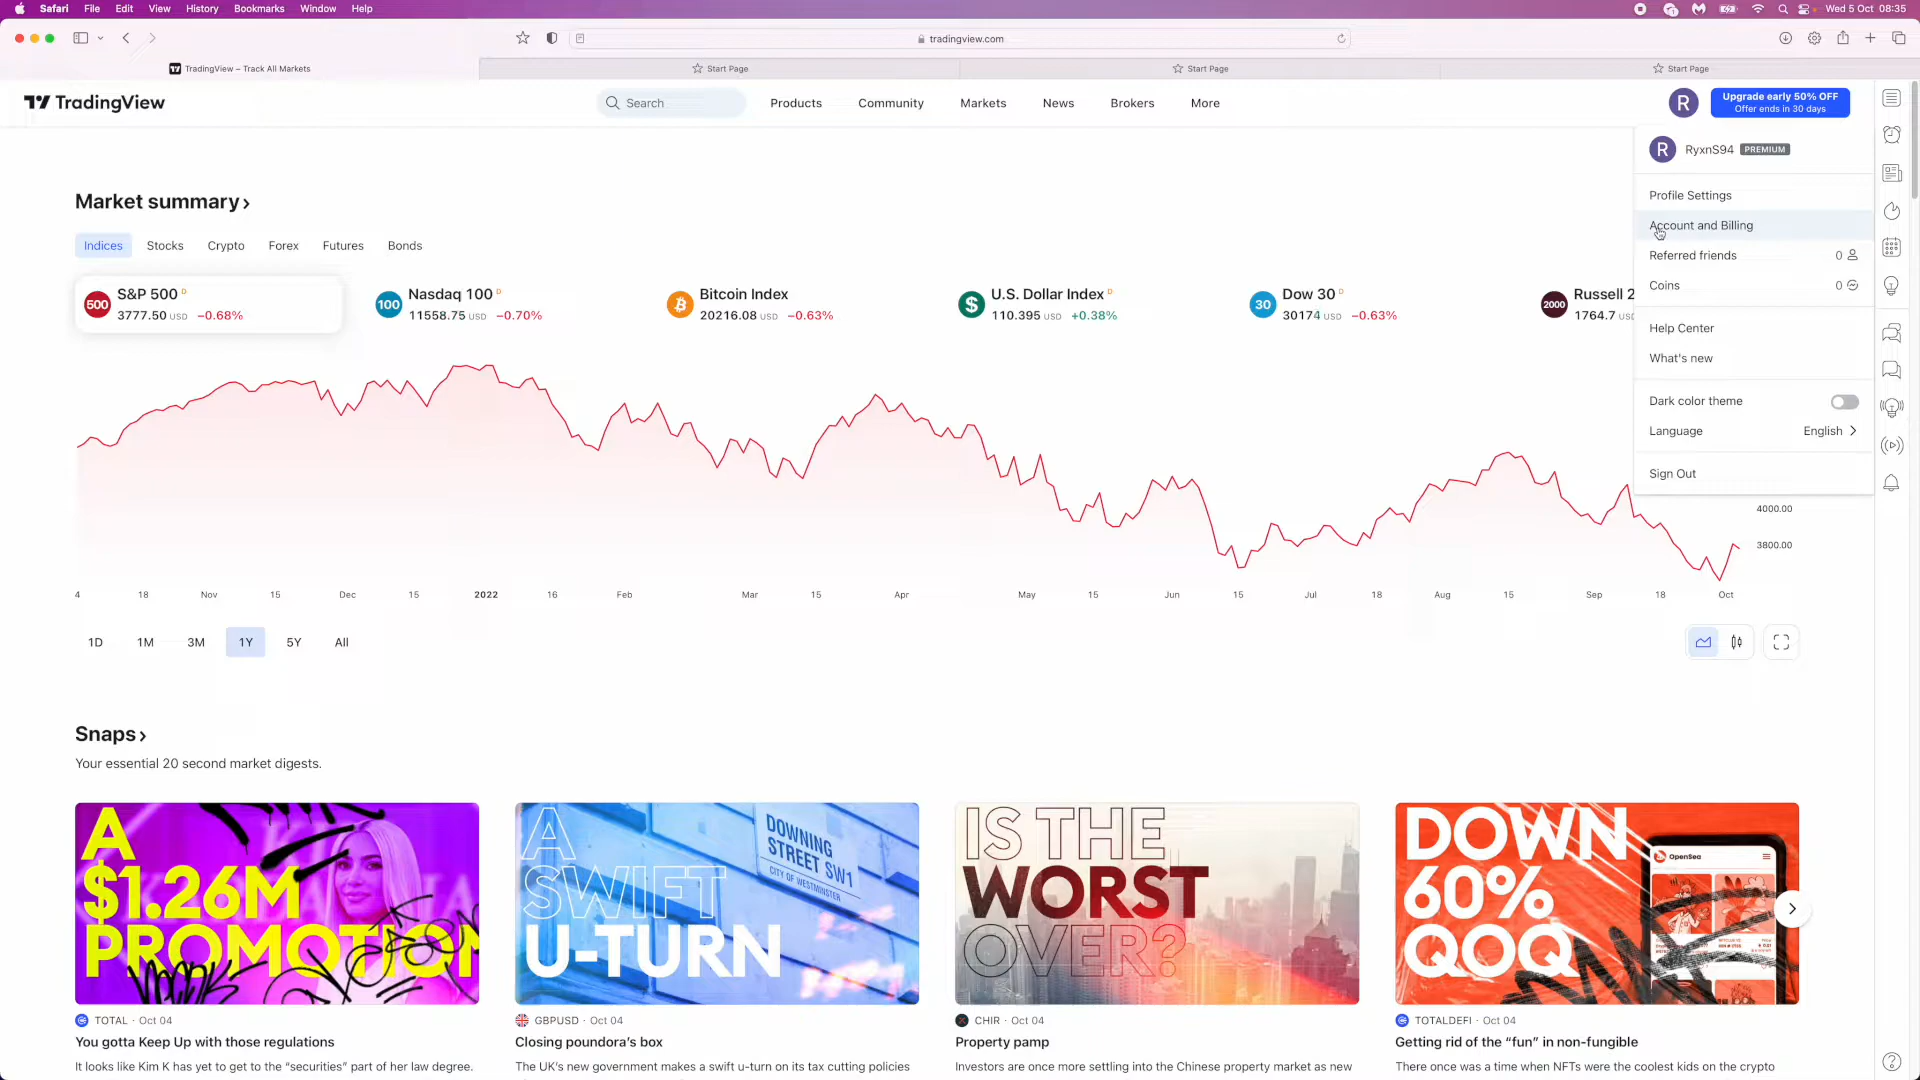 Safari File Edit View History Bookmarks Window Help
Wed 5 Oct 08:35
tradingview.com
TradingView – Track All Markets
Start Page
Start Page
Start Page
TradingView
Search
Products Community Markets News Brokers More
R
Upgrade early 50% OFF
Offer ends in 30 days
R RyxnS94 PREMIUM
Profile Settings
Account and Billing
Referred friends 0
Coins 0
Help Center
What's new
Dark color theme
Language English
Sign Out
Market summary ›
Indices Stocks Crypto Forex Futures Bonds
500 S&P 500 D
3777.50 USD −0.68%
100 Nasdaq 100 D
11558.75 USD −0.70%
Bitcoin Index
20216.08 USD −0.63%
$ U.S. Dollar Index D
110.395 USD +0.38%
30 Dow 30 D
30174 USD −0.63%
2000 Russell 2
1764.7 USD
4000.00
3800.00
4 18 Nov 15 Dec 15 2022 16 Feb Mar 15 Apr May 15 Jun 15 Jul 18 Aug 15 Sep 18 Oct
1D 1M 3M 1Y 5Y All
Snaps ›
Your essential 20 second market digests.
A
$1.26M
PROMOTION
A
SWIFT
U-TURN
DOWNING
STREET SW1
CITY OF WESTMINSTER
IS THE
WORST
OVER?
DOWN
60%
QOQ
OpenSea
TOTAL · Oct 04
You gotta Keep Up with those regulations
It looks like Kim K has yet to get to the “securities” part of her law degree.
GBPUSD · Oct 04
Closing poundora’s box
The UK’s new government makes a swift u-turn on its tax cutting policies
CHIR · Oct 04
Property pamp
Investors are once more settling into the Chinese property market as new
TOTALDEFI · Oct 04
Getting rid of the “fun” in non-fungible
There once was a time when NFTs were the coolest kids on the crypto